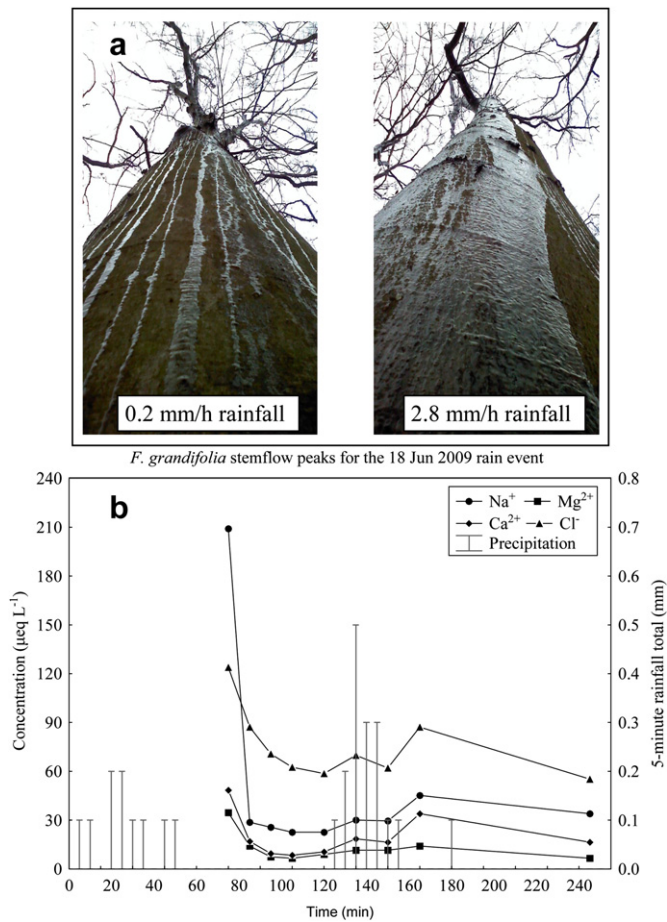 a
0.2 mm/h rainfall
2.8 mm/h rainfall
F. grandifolia stemflow peaks for the 18 Jun 2009 rain event
b
Na⁺ Mg²⁺
Ca²⁺ Cl⁻
Precipitation
Concentration (μeq L⁻¹)
240
210
180
150
120
90
60
30
0
5-minute rainfall total (mm)
0.8
0.7
0.6
0.5
0.4
0.3
0.2
0.1
0.0
0 20 40 60 80 100 120 140 160 180 200 220 240
Time (min)